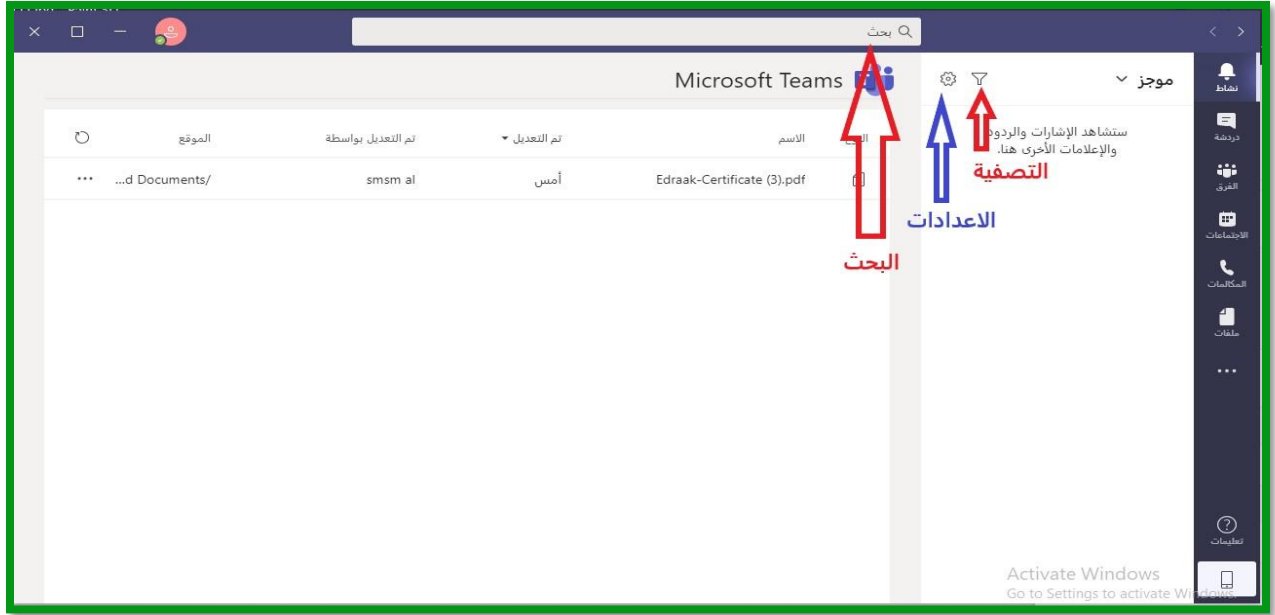 بحث
موجز
Microsoft Teams
نشاط
ستشاهد الإشارات والردود
والإعلامات الأخرى هنا.
دردشة
الفرق
الاجتماعات
المكالمات
ملفات
تعليمات
التصفية
الاعدادات
البحث
الاسم
تم التعديل
تم التعديل بواسطة
الموقع
Edraak-Certificate (3).pdf
أمس
smsm al
...d Documents/
Activate Windows
Go to Settings to activate Windows.